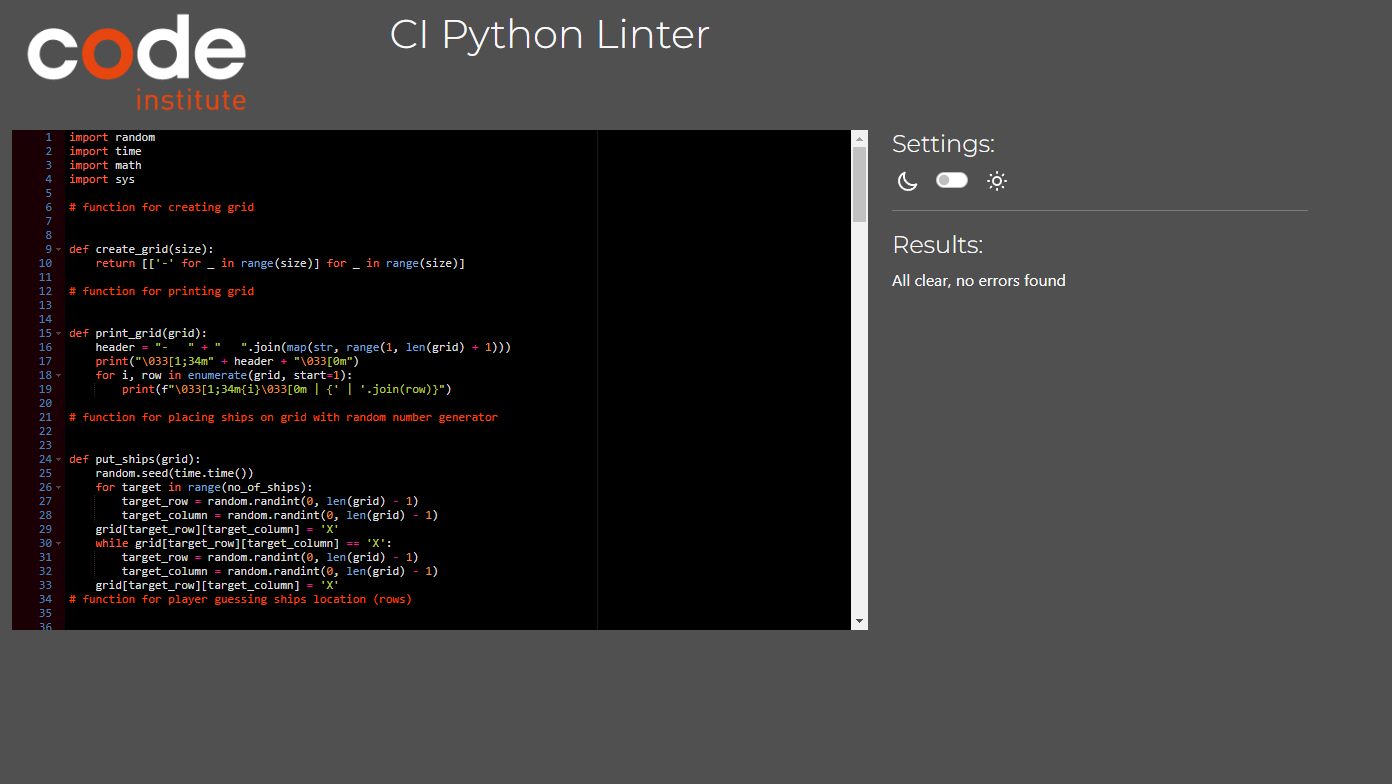 code
institute
CI Python Linter
1 import random
2 import time
3 import math
4 import sys
5
6 # function for creating grid
7
8
9 def create_grid(size):
10     return [['-' for _ in range(size)] for _ in range(size)]
11
12 # function for printing grid
13
14
15 def print_grid(grid):
16     header = "-   " + "   ".join(map(str, range(1, len(grid) + 1)))
17     print("\033[1;34m" + header + "\033[0m")
18     for i, row in enumerate(grid, start=1):
19         print(f"\033[1;34m{i}\033[0m | {' | '.join(row)}")
20
21 # function for placing ships on grid with random number generator
22
23
24 def put_ships(grid):
25     random.seed(time.time())
26     for target in range(no_of_ships):
27         target_row = random.randint(0, len(grid) - 1)
28         target_column = random.randint(0, len(grid) - 1)
29     grid[target_row][target_column] = 'X'
30     while grid[target_row][target_column] == 'X':
31         target_row = random.randint(0, len(grid) - 1)
32         target_column = random.randint(0, len(grid) - 1)
33     grid[target_row][target_column] = 'X'
34 # function for player guessing ships location (rows)
35
36
Settings:
Results:
All clear, no errors found